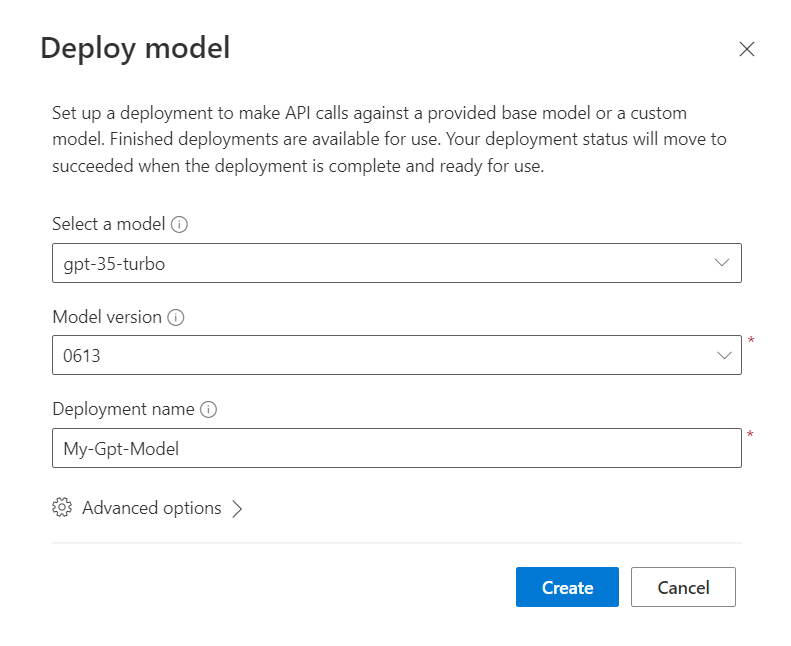 Deploy model
Set up a deployment to make API calls against a provided base model or a custom
model. Finished deployments are available for use. Your deployment status will move to
succeeded when the deployment is complete and ready for use.
Select a model
gpt-35-turbo
Model version
0613
*
Deployment name
My-Gpt-Model
*
Advanced options
Create
Cancel